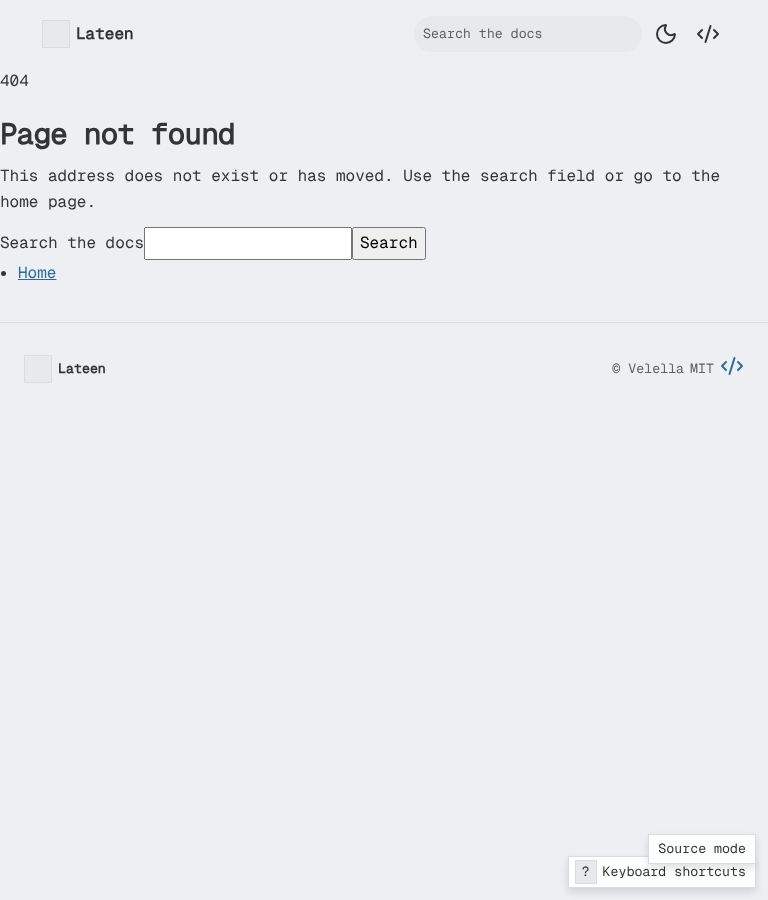 Lateen
Search the docs
404
Page not found
This address does not exist or has moved. Use the search field or go to the
home page.
Search the docs Search
Home
Lateen
© Velella MIT
Source mode
? Keyboard shortcuts